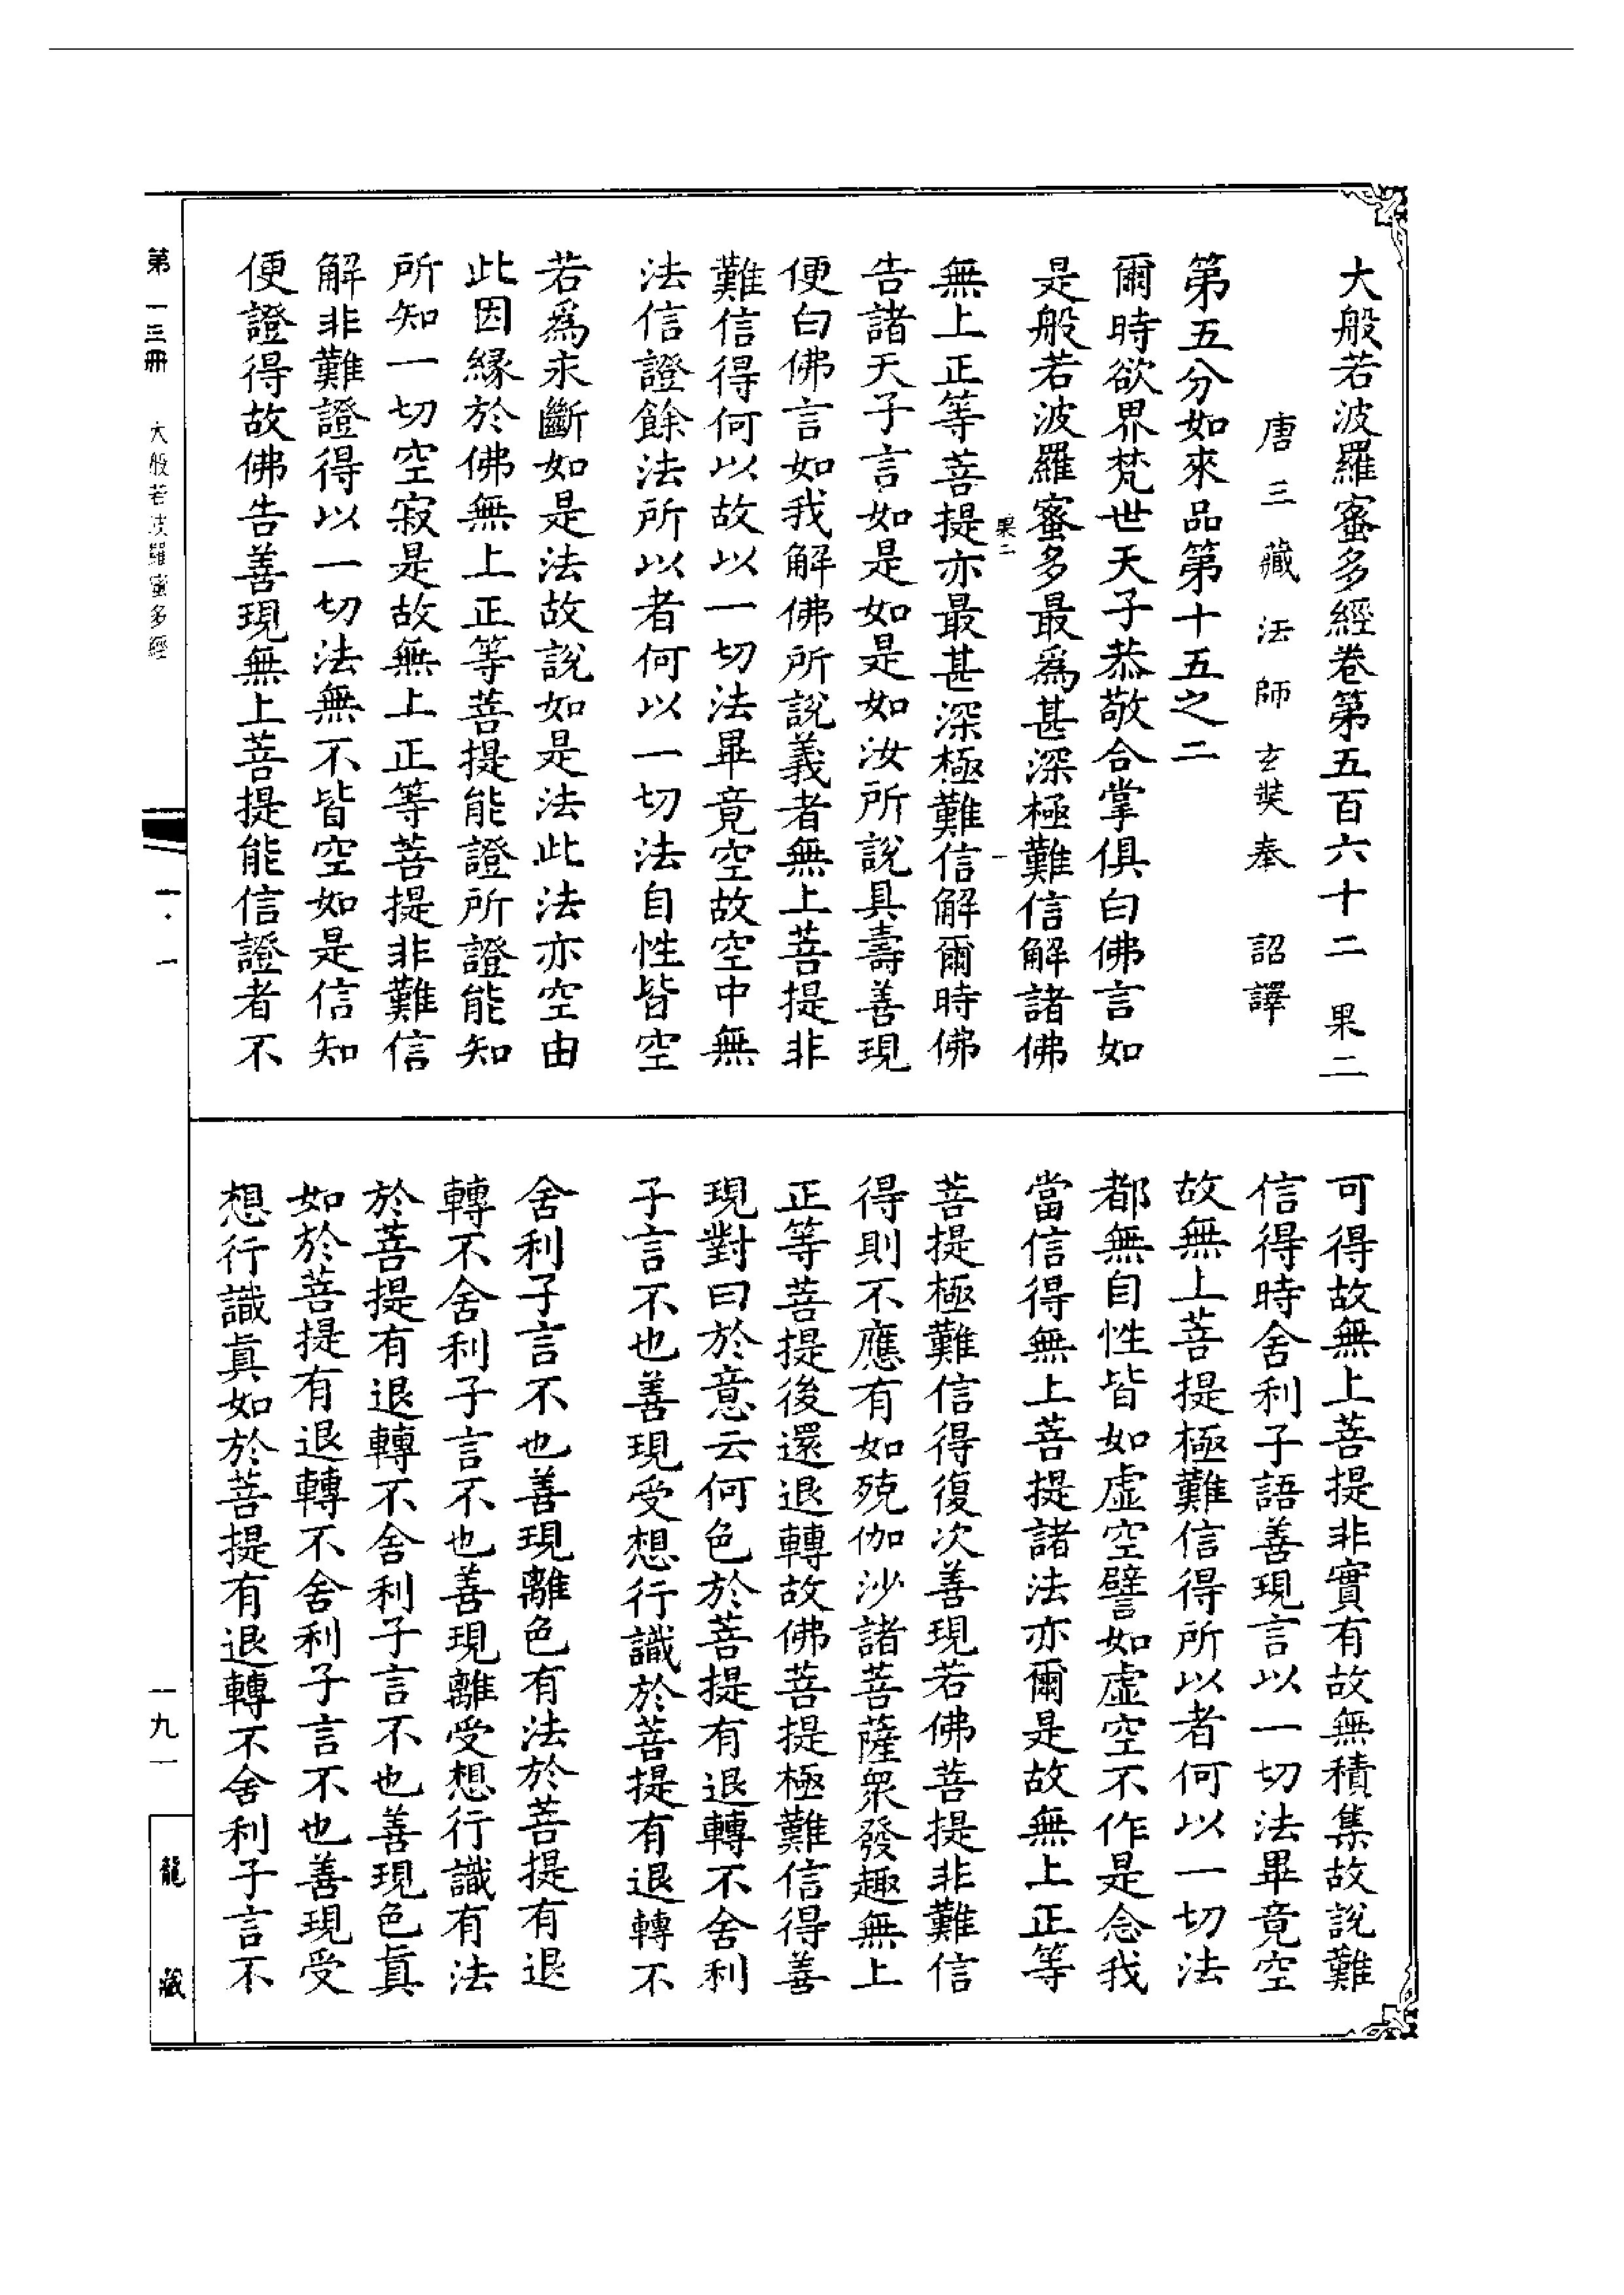 大般若波羅蜜多經卷第五百六十二 果二
唐三藏法師玄奘奉 詔譯
第五分如來品第十五之二
爾時欲界梵世天子恭敬合掌俱白佛言如
是般若波羅蜜多最爲甚深極難信解諸佛
果二 一
無上正等菩提亦最甚深極難信解爾時佛
告諸天子言如是如是如汝所說具壽善現
便白佛言如我解佛所說義者無上菩提非
難信得何以故以一切法畢竟空故空中無
法信證餘法所以者何以一切法自性皆空
若爲永斷如是法故說如是法此法亦空由
此因緣於佛無上正等菩提能證所證能知
所知一切空寂是故無上正等菩提非難信
解非難證得以一切法無不皆空如是信知
便證得故佛告善現無上菩提能信證者不
可得故無上菩提非實有故無積集故說難
信得時舍利子語善現言以一切法畢竟空
故無上菩提極難信得所以者何以一切法
都無自性皆如虛空譬如虛空不作是念我
當信得無上菩提諸法亦爾是故無上正等
菩提極難信得復次善現若佛菩提非難信
得則不應有如殑伽沙諸菩薩眾發趣無上
正等菩提後還退轉故佛菩提極難信得善
現對曰於意云何色於菩提有退轉不舍利
子言不也善現受想行識於菩提有退轉不
舍利子言不也善現離色有法於菩提有退
轉不舍利子言不也善現離受想行識有法
於菩提有退轉不舍利子言不也善現色眞
如於菩提有退轉不舍利子言不也善現受
想行識眞如於菩提有退轉不舍利子言不
第一三冊 大般若波羅蜜多經
一·一
一九一
龍藏